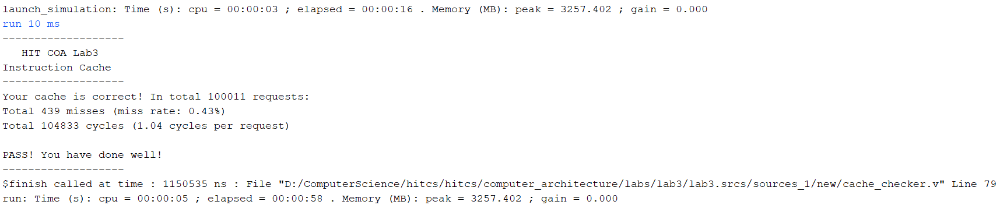 launch_simulation: Time (s): cpu = 00:00:03 ; elapsed = 00:00:16 . Memory (MB): peak = 3257.402 ; gain = 0.000
run 10 ms
-------------------
   HIT COA Lab3
Instruction Cache
-------------------
Your cache is correct! In total 100011 requests:
Total 439 misses (miss rate: 0.43%)
Total 104833 cycles (1.04 cycles per request)

PASS! You have done well!
-------------------
$finish called at time : 1150535 ns : File "D:/ComputerScience/hitcs/hitcs/computer_architecture/labs/lab3/lab3.srcs/sources_1/new/cache_checker.v" Line 79
run: Time (s): cpu = 00:00:05 ; elapsed = 00:00:58 . Memory (MB): peak = 3257.402 ; gain = 0.000